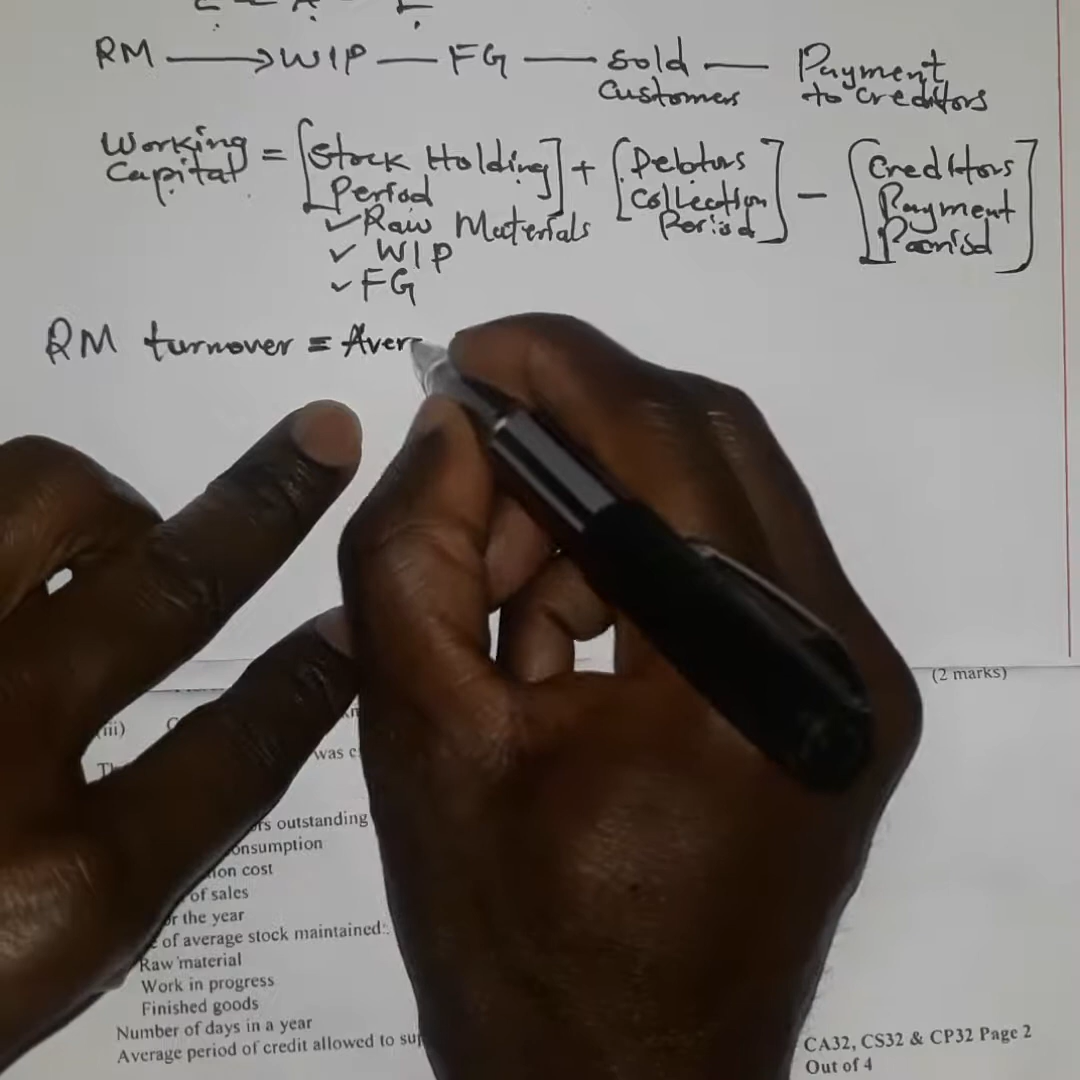 RM → WIP — FG — sold — Payment
customers to creditors
Working Capital = [Stock Holding Period] + [Debtors Collection Period] – [Creditors Payment Period]
✓ Raw Materials
✓ WIP
✓ FG
RM turnover = Aver
(2 marks)
(iii)
was
outstanding
cost
of sales
the year
of average stock maintained:
Raw material
Work in progress
Finished goods
Number of days in a year
Average period of credit allowed to
CA32, CS32 & CP32 Page 2
Out of 4